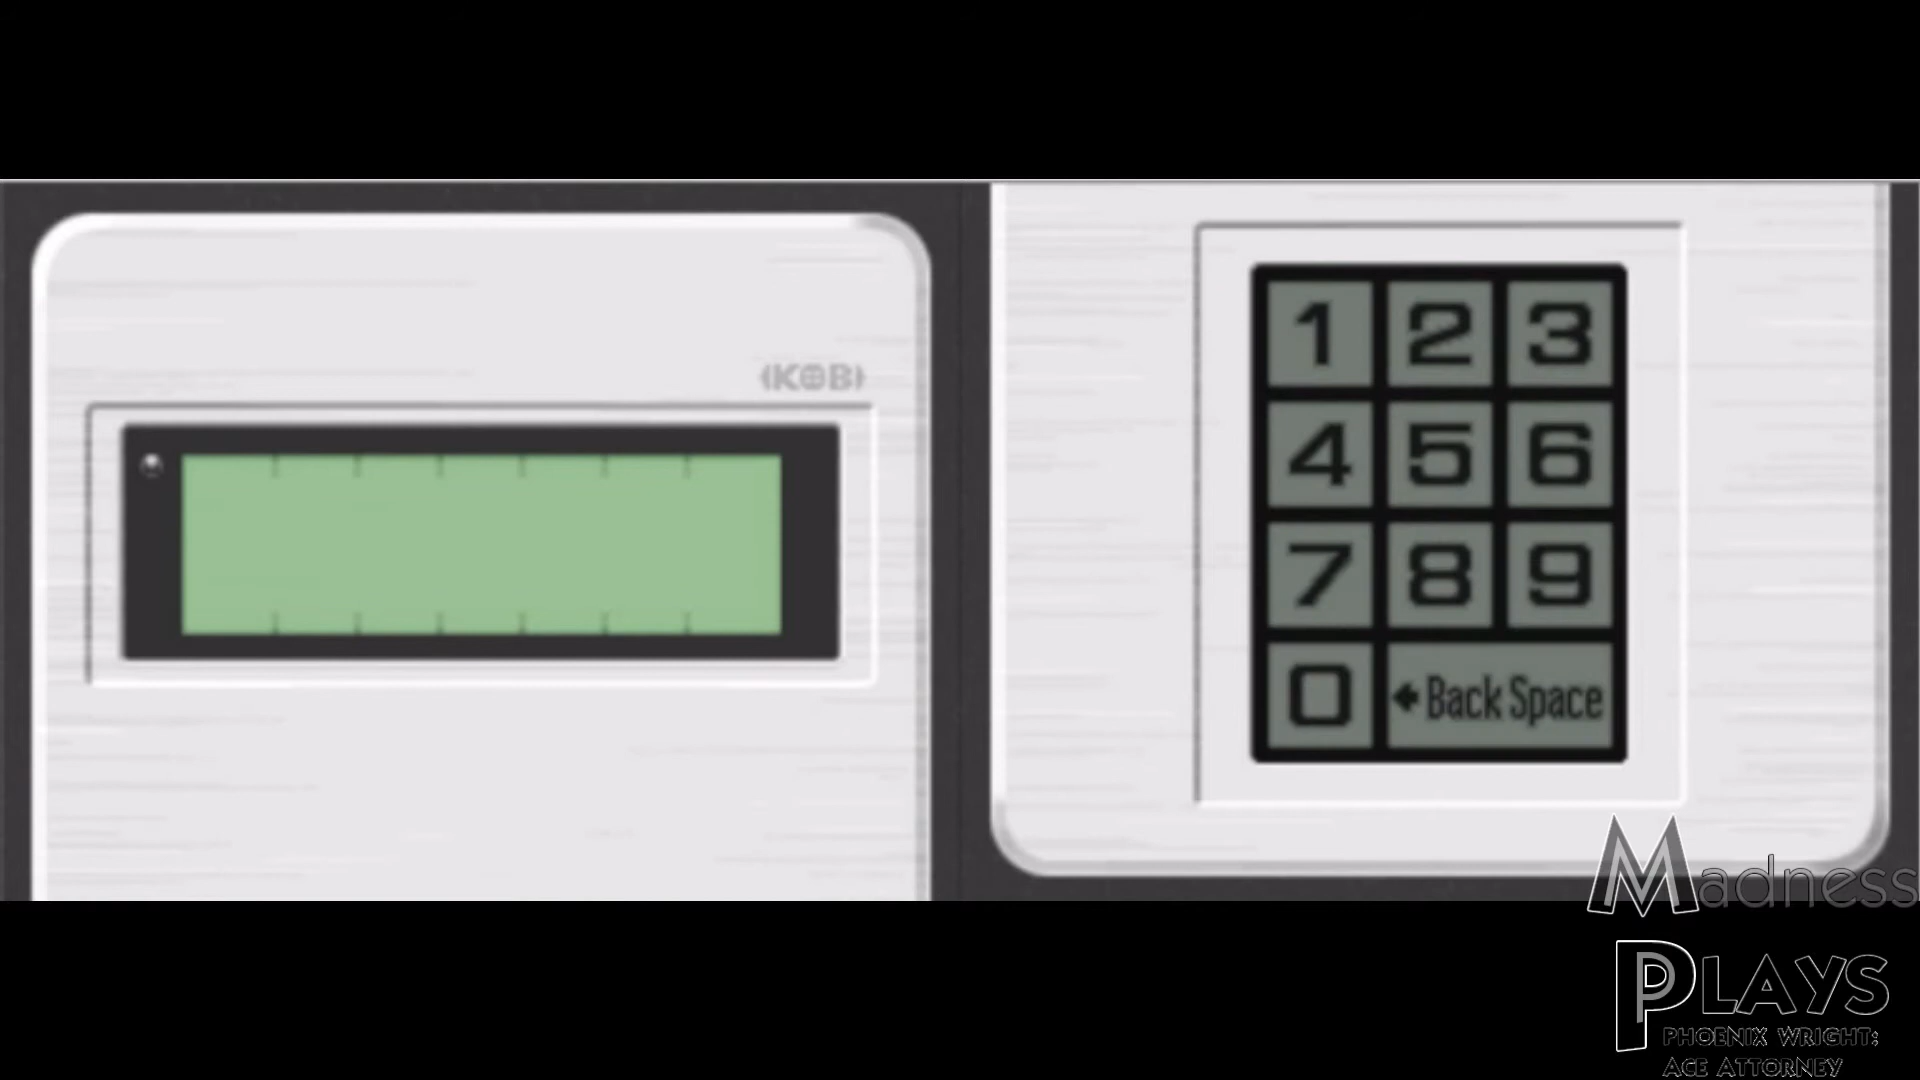 (KOB)
1 2 3
4 5 6
7 8 9
0 Back Space
Madness
PLAYS
PHOENIX WRIGHT:
ACE ATTORNEY